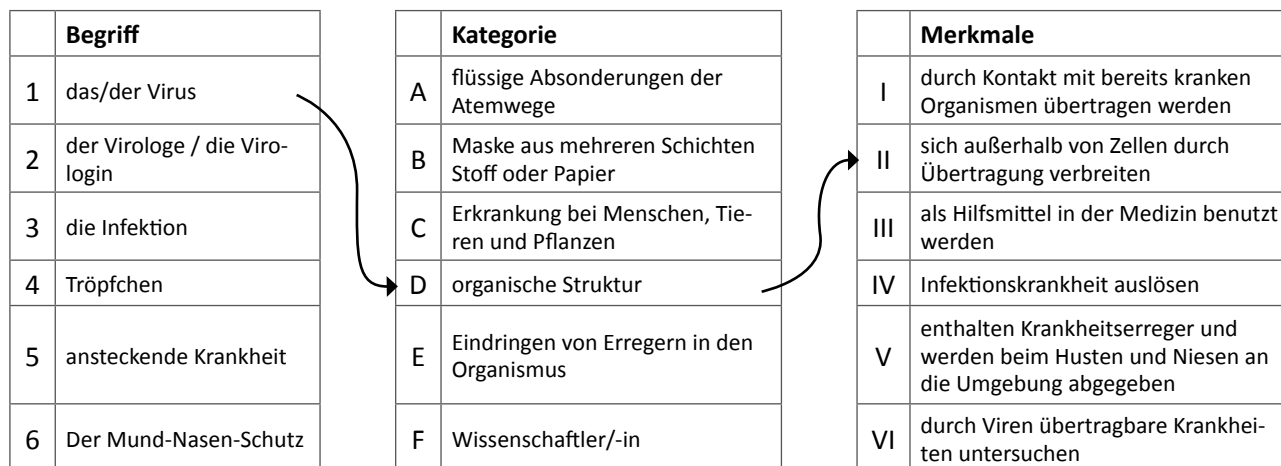 Begriff
1 das/der Virus
2 der Virologe / die Viro-
login
3 die Infektion
4 Tröpfchen
5 ansteckende Krankheit
6 Der Mund-Nasen-Schutz
Kategorie
A flüssige Absonderungen der
Atemwege
B Maske aus mehreren Schichten
Stoff oder Papier
C Erkrankung bei Menschen, Tie-
ren und Pflanzen
D organische Struktur
E Eindringen von Erregern in den
Organismus
F Wissenschaftler/-in
Merkmale
I durch Kontakt mit bereits kranken
Organismen übertragen werden
II sich außerhalb von Zellen durch
Übertragung verbreiten
III als Hilfsmittel in der Medizin benutzt
werden
IV Infektionskrankheit auslösen
V enthalten Krankheitserreger und
werden beim Husten und Niesen an
die Umgebung abgegeben
VI durch Viren übertragbare Krankhei-
ten untersuchen